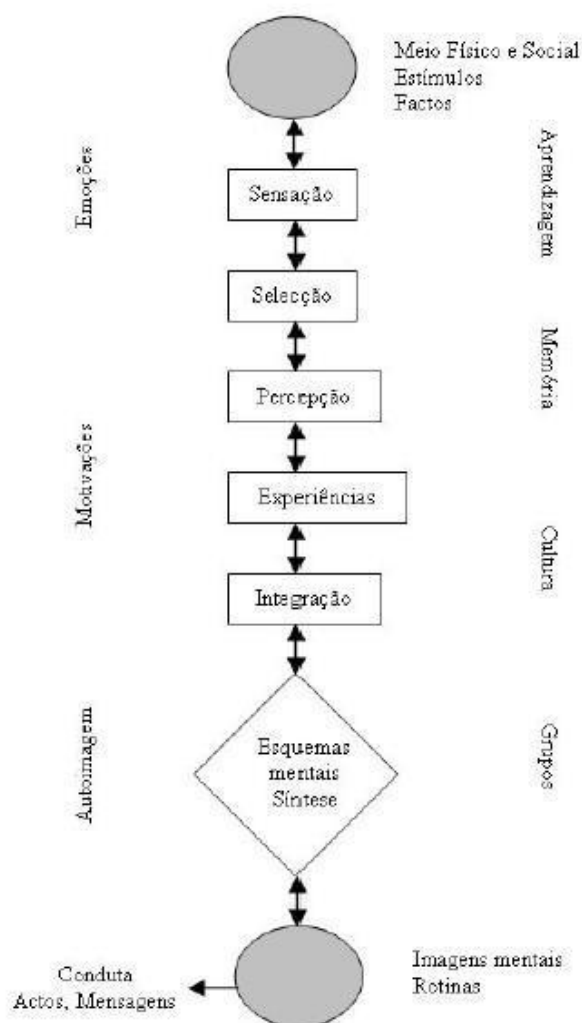 Meio Físico e Social
Estímulos
Factos
Emoções
Aprendizagem
Sensação
Selecção
Memória
Percepção
Motivações
Experiências
Cultura
Integração
Autoimagem
Esquemas
mentais
Síntese
Grupos
Imagens mentais
Rotinas
Conduta
Actos, Mensagens